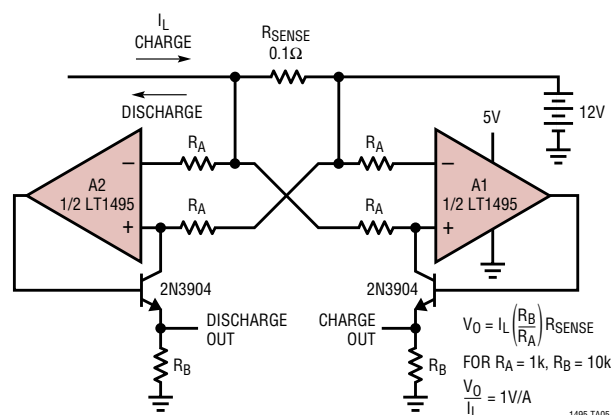 I_L
CHARGE
R_SENSE
0.1Ω
DISCHARGE
12V
5V
R_A
R_A
A2
1/2 LT1495
–
+
R_A
R_A
A1
1/2 LT1495
–
+
2N3904
2N3904
DISCHARGE
OUT
CHARGE
OUT
R_B
R_B
V_O = I_L (R_B/R_A) R_SENSE
FOR R_A = 1k, R_B = 10k
V_O/I_L = 1V/A
1495 TA05